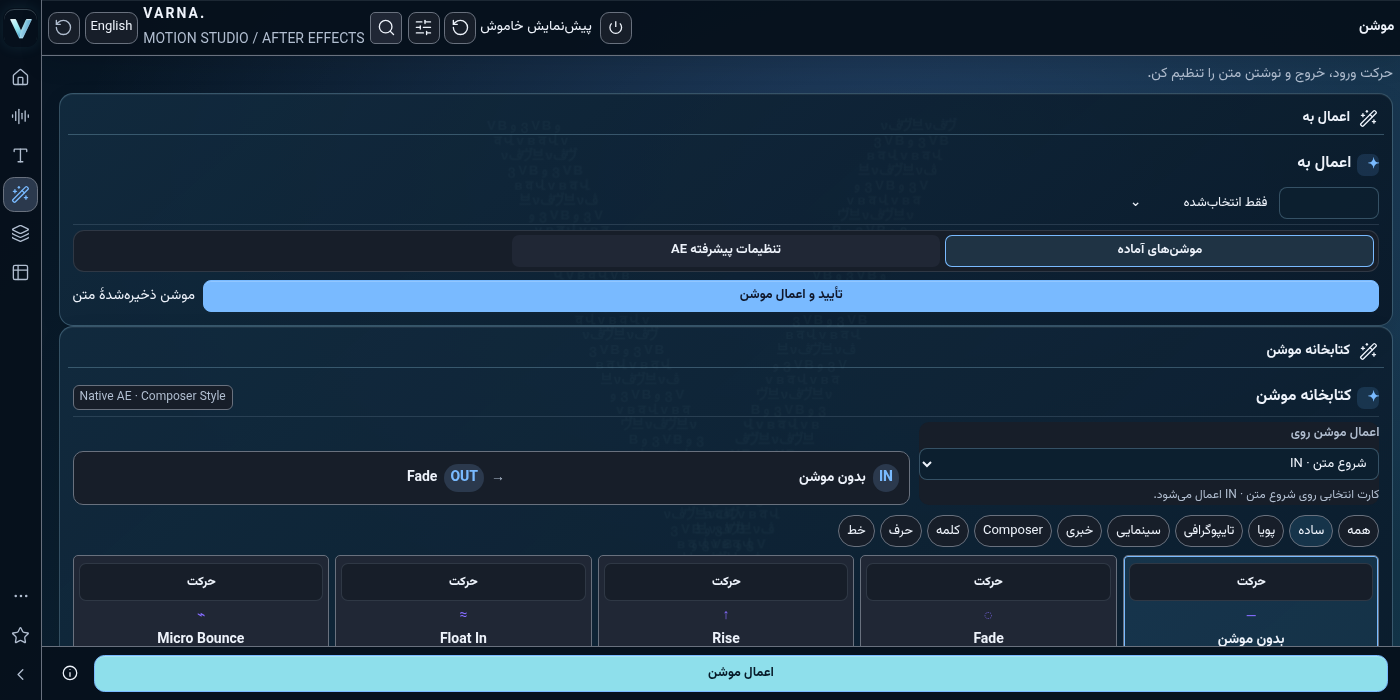 موشن
پیش‌نمایش خاموش
VARNA.
MOTION STUDIO / AFTER EFFECTS
English
حرکت ورود، خروج و نوشتن متن را تنظیم کن.
اعمال به
اعمال به
فقط انتخاب‌شده
موشن‌های آماده
تنظیمات پیشرفته AE
تأیید و اعمال موشن
موشن ذخیره‌شدهٔ متن
کتابخانه موشن
کتابخانه موشن
Native AE · Composer Style
اعمال موشن روی
شروع متن · IN
IN بدون موشن → OUT Fade
کارت انتخابی روی شروع متن · IN اعمال می‌شود.
همه ساده پویا تایپوگرافی سینمایی خبری Composer کلمه حرف خط
حرکت حرکت حرکت حرکت حرکت
بدون موشن Fade Rise Float In Micro Bounce
اعمال موشن